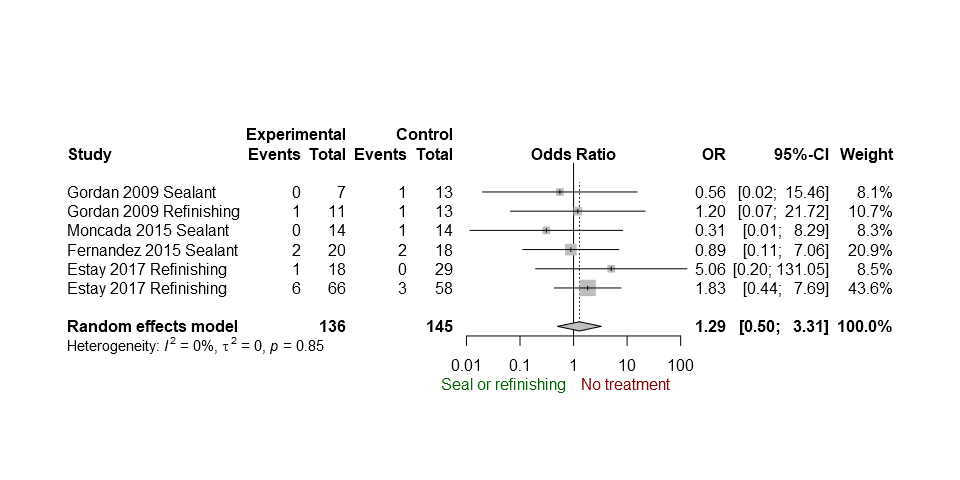 Experimental Control
Study Events Total Events Total Odds Ratio OR 95%-CI Weight
Gordan 2009 Sealant 0 7 1 13 0.56 [0.02; 15.46] 8.1%
Gordan 2009 Refinishing 1 11 1 13 1.20 [0.07; 21.72] 10.7%
Moncada 2015 Sealant 0 14 1 14 0.31 [0.01; 8.29] 8.3%
Fernandez 2015 Sealant 2 20 2 18 0.89 [0.11; 7.06] 20.9%
Estay 2017 Refinishing 1 18 0 29 5.06 [0.20; 131.05] 8.5%
Estay 2017 Refinishing 6 66 3 58 1.83 [0.44; 7.69] 43.6%
Random effects model 136 145 1.29 [0.50; 3.31] 100.0%
Heterogeneity: I² = 0%, τ² = 0, p = 0.85
0.01 0.1 1 10 100
Seal or refinishing No treatment